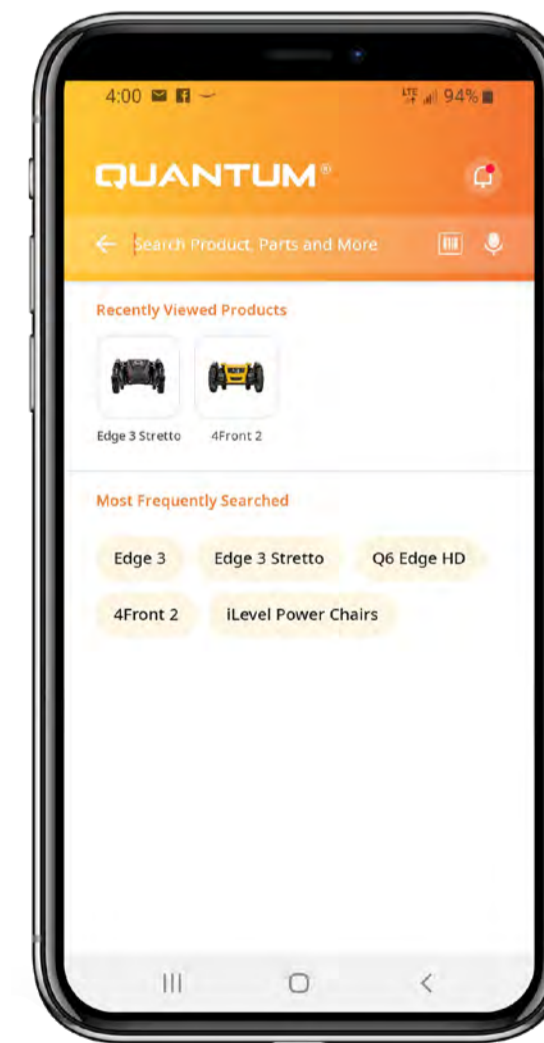 4:00 LTE 94%
QUANTUM®
Search Product, Parts and More
Recently Viewed Products
Edge 3 Stretto 4Front 2
Most Frequently Searched
Edge 3 Edge 3 Stretto Q6 Edge HD
4Front 2 iLevel Power Chairs